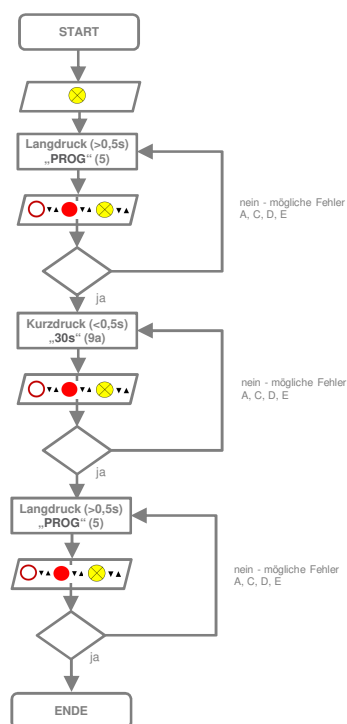 START
Langdruck (>0,5s)
„PROG“ (5)
nein - mögliche Fehler
A, C, D, E
ja
Kurzdruck (<0,5s)
„30s“ (9a)
nein - mögliche Fehler
A, C, D, E
ja
Langdruck (>0,5s)
„PROG“ (5)
nein - mögliche Fehler
A, C, D, E
ja
ENDE